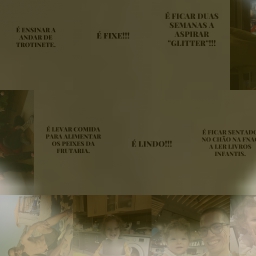 É ENSINAR A
ANDAR DE
TROTINETE.
É FIXE!!!
É FICAR DUAS
SEMANAS A
ASPIRAR
"GLITTER"!!!
É LEVAR COMIDA
PARA ALIMENTAR
OS PEIXES DA
FRUTARIA.
É LINDO!!!
É FICAR SENTADO
NO CHÃO NA FNAC
A LER LIVROS
INFANTIS.